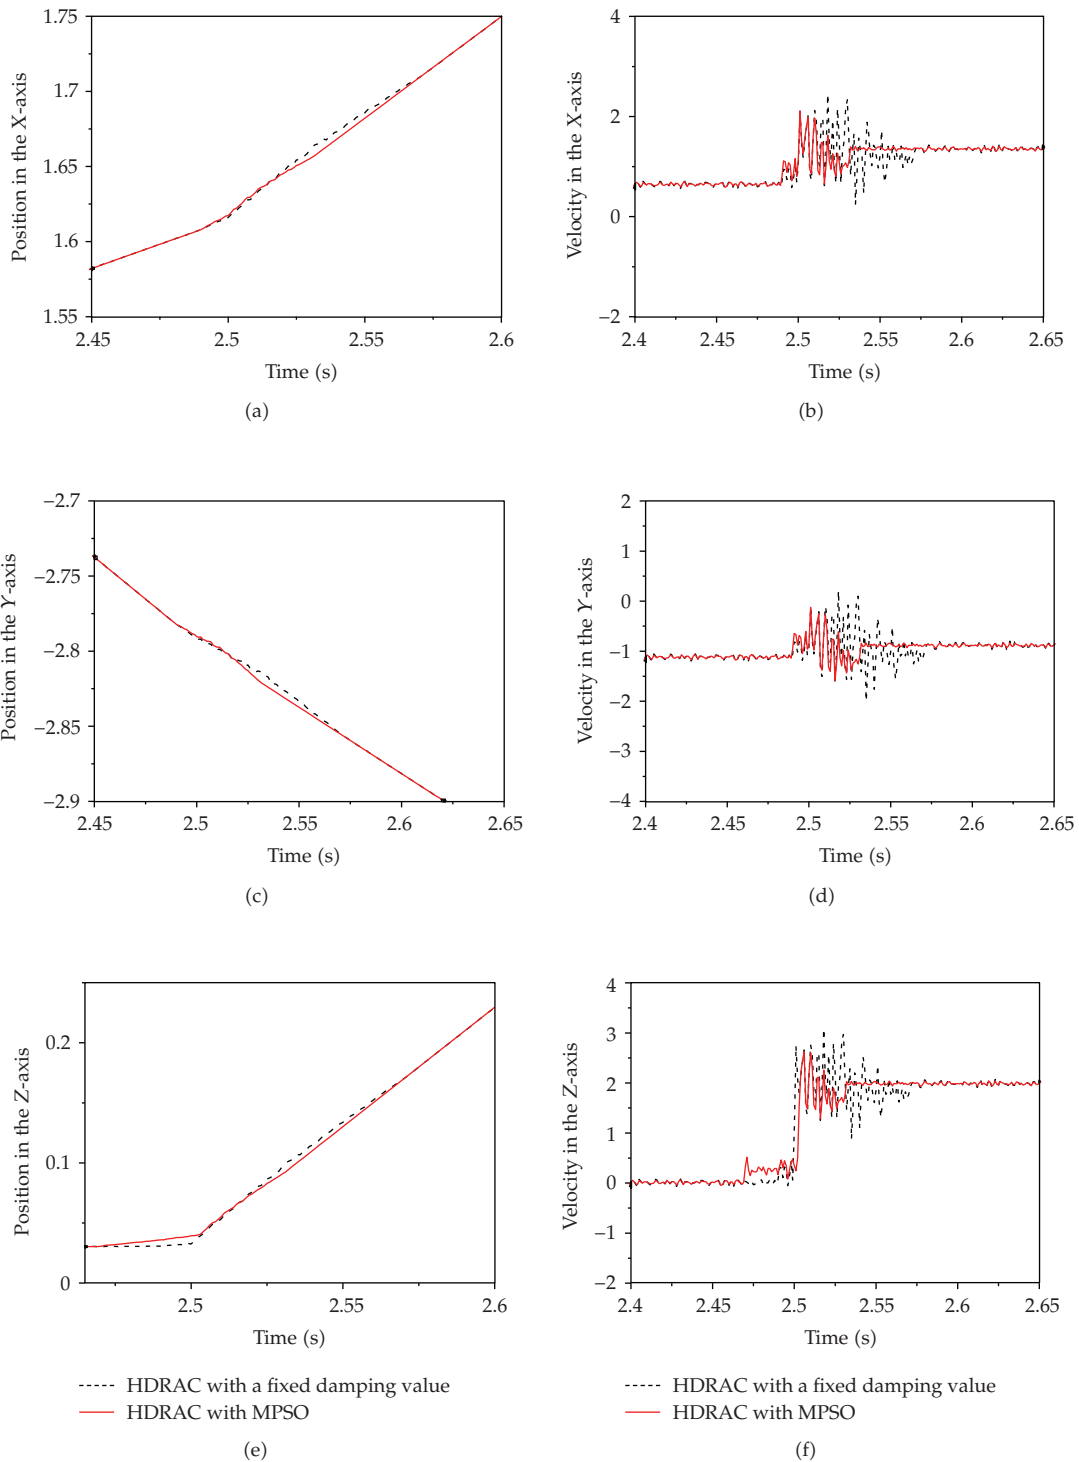 1.75
1.7
1.65
1.6
1.55
Position in the X-axis
2.45 2.5 2.55 2.6
Time (s)
(a)
4
2
0
−2
Velocity in the X-axis
2.4 2.45 2.5 2.55 2.6 2.65
Time (s)
(b)
−2.7
−2.75
−2.8
−2.85
−2.9
Position in the Y-axis
2.45 2.5 2.55 2.6 2.65
Time (s)
(c)
2
1
0
−1
−2
−3
−4
Velocity in the Y-axis
2.4 2.45 2.5 2.55 2.6 2.65
Time (s)
(d)
0.2
0.1
0
Position in the Z-axis
2.5 2.55 2.6
Time (s)
HDRAC with a fixed damping value
HDRAC with MPSO
(e)
4
3
2
1
0
−1
−2
Velocity in the Z-axis
2.4 2.45 2.5 2.55 2.6 2.65
Time (s)
HDRAC with a fixed damping value
HDRAC with MPSO
(f)